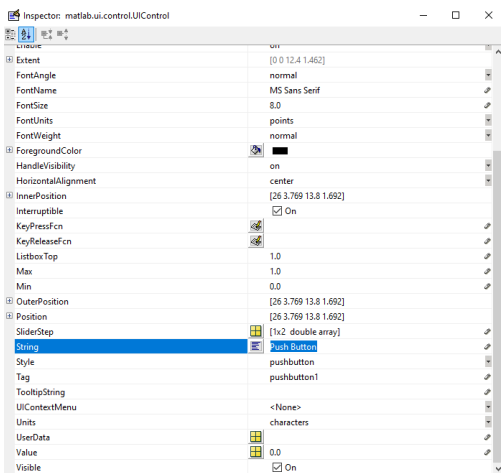 Inspector: matlab.ui.control.UIControl
Enable on
Extent [0 0 12.4 1.462]
FontAngle normal
FontName MS Sans Serif
FontSize 8.0
FontUnits points
FontWeight normal
ForegroundColor
HandleVisibility on
HorizontalAlignment center
InnerPosition [26 3.769 13.8 1.692]
Interruptible On
KeyPressFcn
KeyReleaseFcn
ListboxTop 1.0
Max 1.0
Min 0.0
OuterPosition [26 3.769 13.8 1.692]
Position [26 3.769 13.8 1.692]
SliderStep [1x2 double array]
String Push Button
Style pushbutton
Tag pushbutton1
TooltipString
UIContextMenu <None>
Units characters
UserData
Value 0.0
Visible On